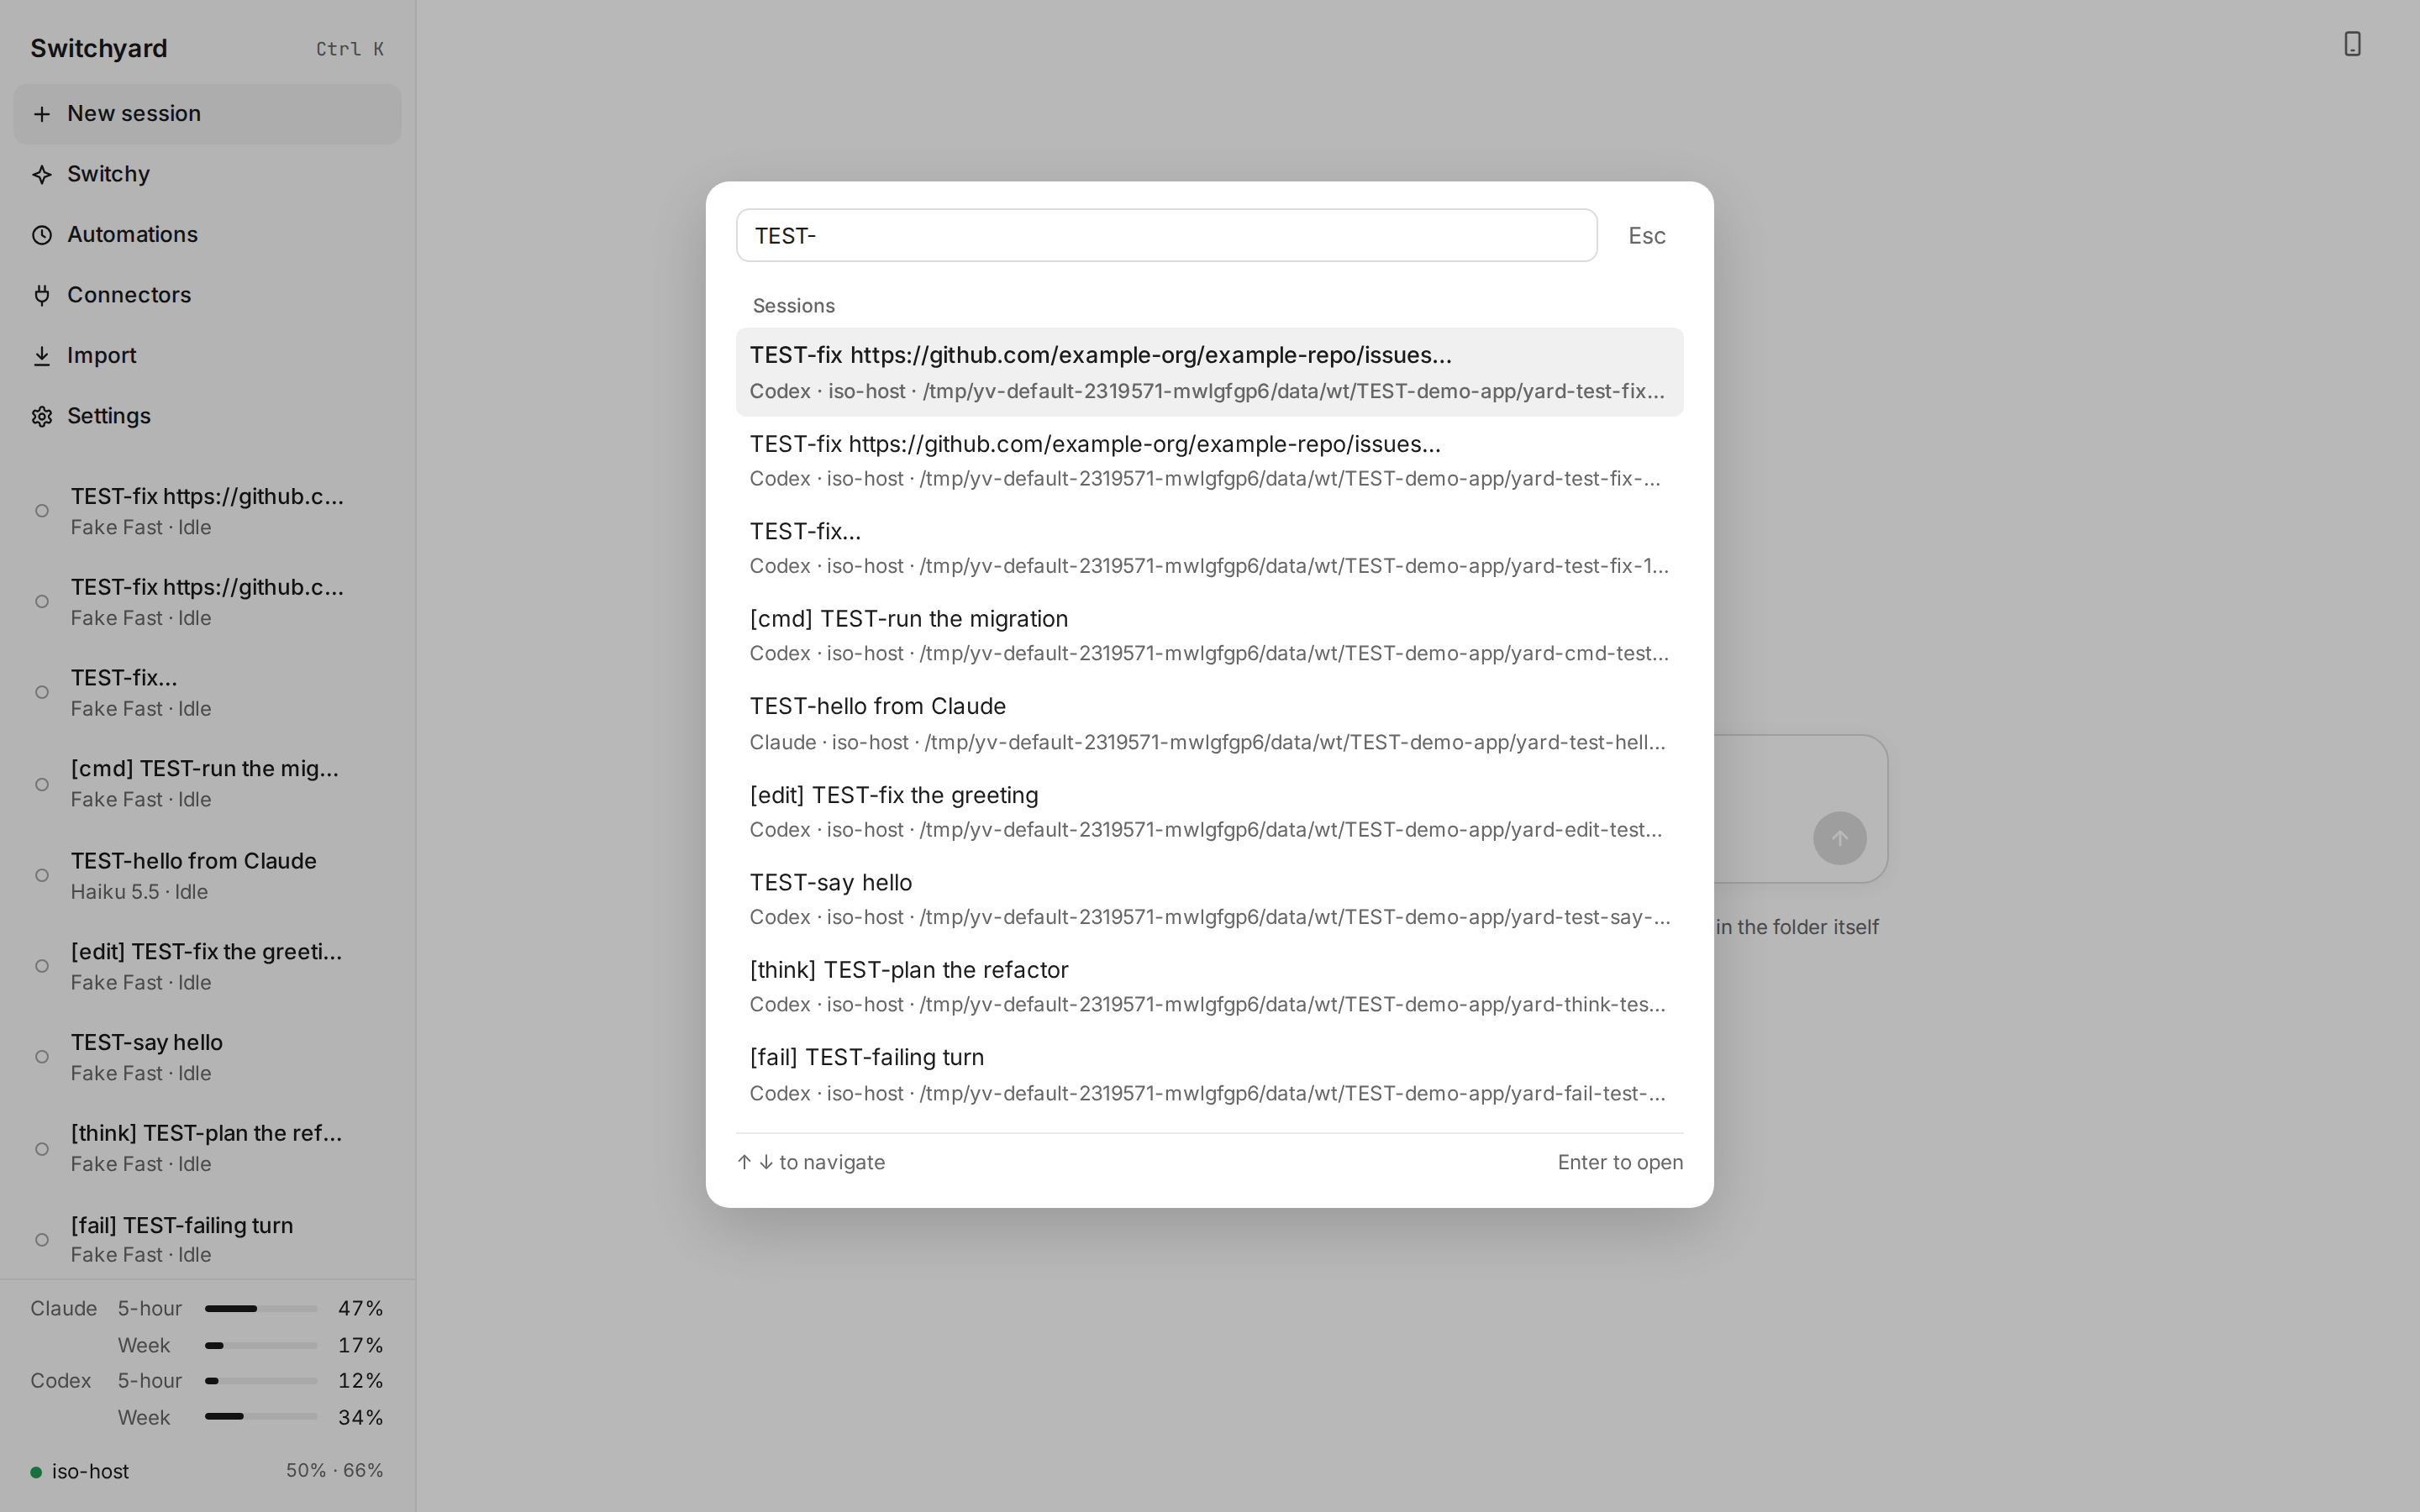 Switchyard Ctrl K
New session
Switchy
Automations
Connectors
Import
Settings
TEST-fix https://github.c...
Fake Fast · Idle
TEST-fix https://github.c...
Fake Fast · Idle
TEST-fix...
Fake Fast · Idle
[cmd] TEST-run the mig...
Fake Fast · Idle
TEST-hello from Claude
Haiku 5.5 · Idle
[edit] TEST-fix the greeti...
Fake Fast · Idle
TEST-say hello
Fake Fast · Idle
[think] TEST-plan the ref...
Fake Fast · Idle
[fail] TEST-failing turn
Fake Fast · Idle
Claude 5-hour 47%
Week 17%
Codex 5-hour 12%
Week 34%
iso-host 50% · 66%
TEST- Esc
Sessions
TEST-fix https://github.com/example-org/example-repo/issues...
Codex · iso-host · /tmp/yv-default-2319571-mwlgfgp6/data/wt/TEST-demo-app/yard-test-fix...
TEST-fix https://github.com/example-org/example-repo/issues...
Codex · iso-host · /tmp/yv-default-2319571-mwlgfgp6/data/wt/TEST-demo-app/yard-test-fix-...
TEST-fix...
Codex · iso-host · /tmp/yv-default-2319571-mwlgfgp6/data/wt/TEST-demo-app/yard-test-fix-1...
[cmd] TEST-run the migration
Codex · iso-host · /tmp/yv-default-2319571-mwlgfgp6/data/wt/TEST-demo-app/yard-cmd-test...
TEST-hello from Claude
Claude · iso-host · /tmp/yv-default-2319571-mwlgfgp6/data/wt/TEST-demo-app/yard-test-hell...
[edit] TEST-fix the greeting
Codex · iso-host · /tmp/yv-default-2319571-mwlgfgp6/data/wt/TEST-demo-app/yard-edit-test...
TEST-say hello
Codex · iso-host · /tmp/yv-default-2319571-mwlgfgp6/data/wt/TEST-demo-app/yard-test-say-...
[think] TEST-plan the refactor
Codex · iso-host · /tmp/yv-default-2319571-mwlgfgp6/data/wt/TEST-demo-app/yard-think-tes...
[fail] TEST-failing turn
Codex · iso-host · /tmp/yv-default-2319571-mwlgfgp6/data/wt/TEST-demo-app/yard-fail-test-...
↑ ↓ to navigate Enter to open
in the folder itself